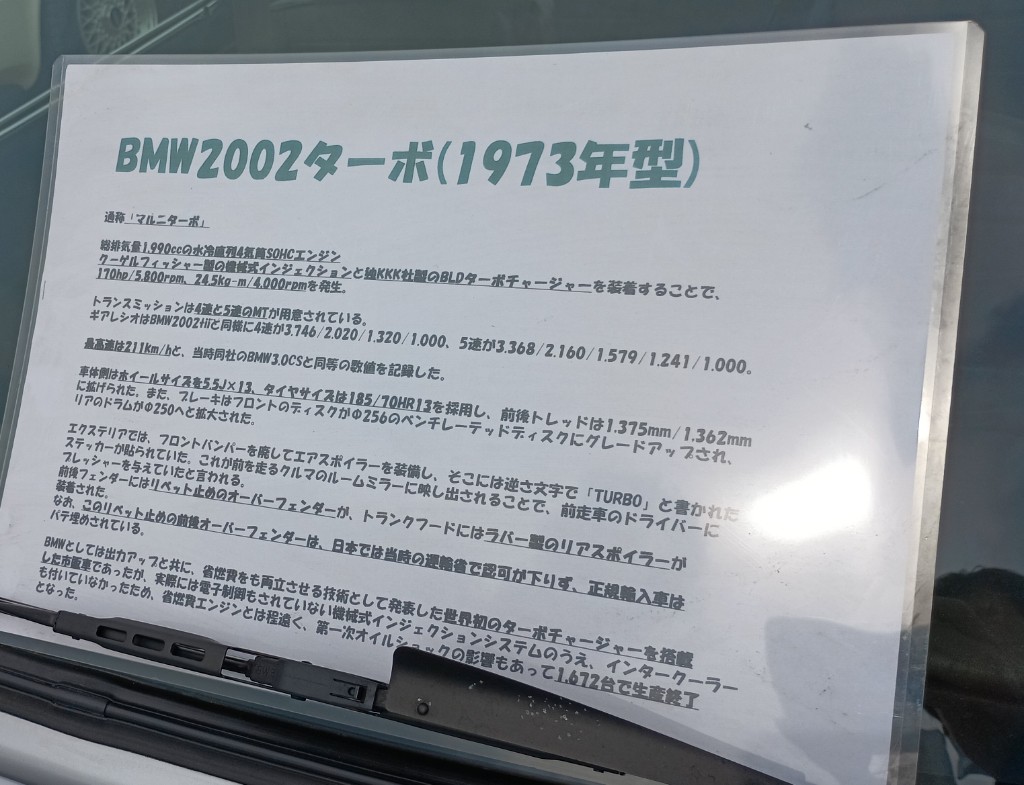 BMW2002ターボ(1973年型)
通称「マルニターボ」
総排気量1,990ccの水冷直列4気筒SOHCエンジン
クーゲルフィッシャー製の機械式インジェクションと独KKK社製のBLDターボチャージャーを装着することで、
170hp/5,800rpm、24.5kg-m/4,000rpmを発生。
トランスミッションは4速と5速のMTが用意されている。
ギアレシオはBMW2002tiiと同様に4速が3.746/2.020/1.320/1.000、5速が3.368/2.160/1.579/1.241/1.000。
最高速は211km/hと、当時同社のBMW3.0CSと同等の数値を記録した。
車体側はホイールサイズを5.5J×13、タイヤサイズは185/70HR13を採用し、前後トレッドは1.375mm/1.362mm
に拡げられた。また、ブレーキはフロントのディスクがΦ256のベンチレーテッドディスクにグレードアップされ、
リアのドラムがΦ250へと拡大された。
エクステリアでは、フロントバンパーを廃してエアスポイラーを装備し、そこには逆さ文字で「TURBO」と書かれた
ステッカーが貼られていた。これが前を走るクルマのルームミラーに映し出されることで、前走車のドライバーに
プレッシャーを与えていたと言われる。
前後フェンダーにはリベット止めのオーバーフェンダーが、トランクフードにはラバー製のリアスポイラーが
装着された。
なお、このリベット止めの前後オーバーフェンダーは、日本では当時の運輸省で認可が下りず、正規輸入車は
パテ埋めされている。
BMWとしては出力アップと共に、省燃費をも両立させる技術として発表した世界初のターボチャージャーを搭載
した市販車であったが、実際には電子制御もされていない機械式インジェクションシステムのうえ、インタークーラー
も付いていなかったため、省燃費エンジンとは程遠く、第一次オイルショックの影響もあって1,672台で生産終了
となった。